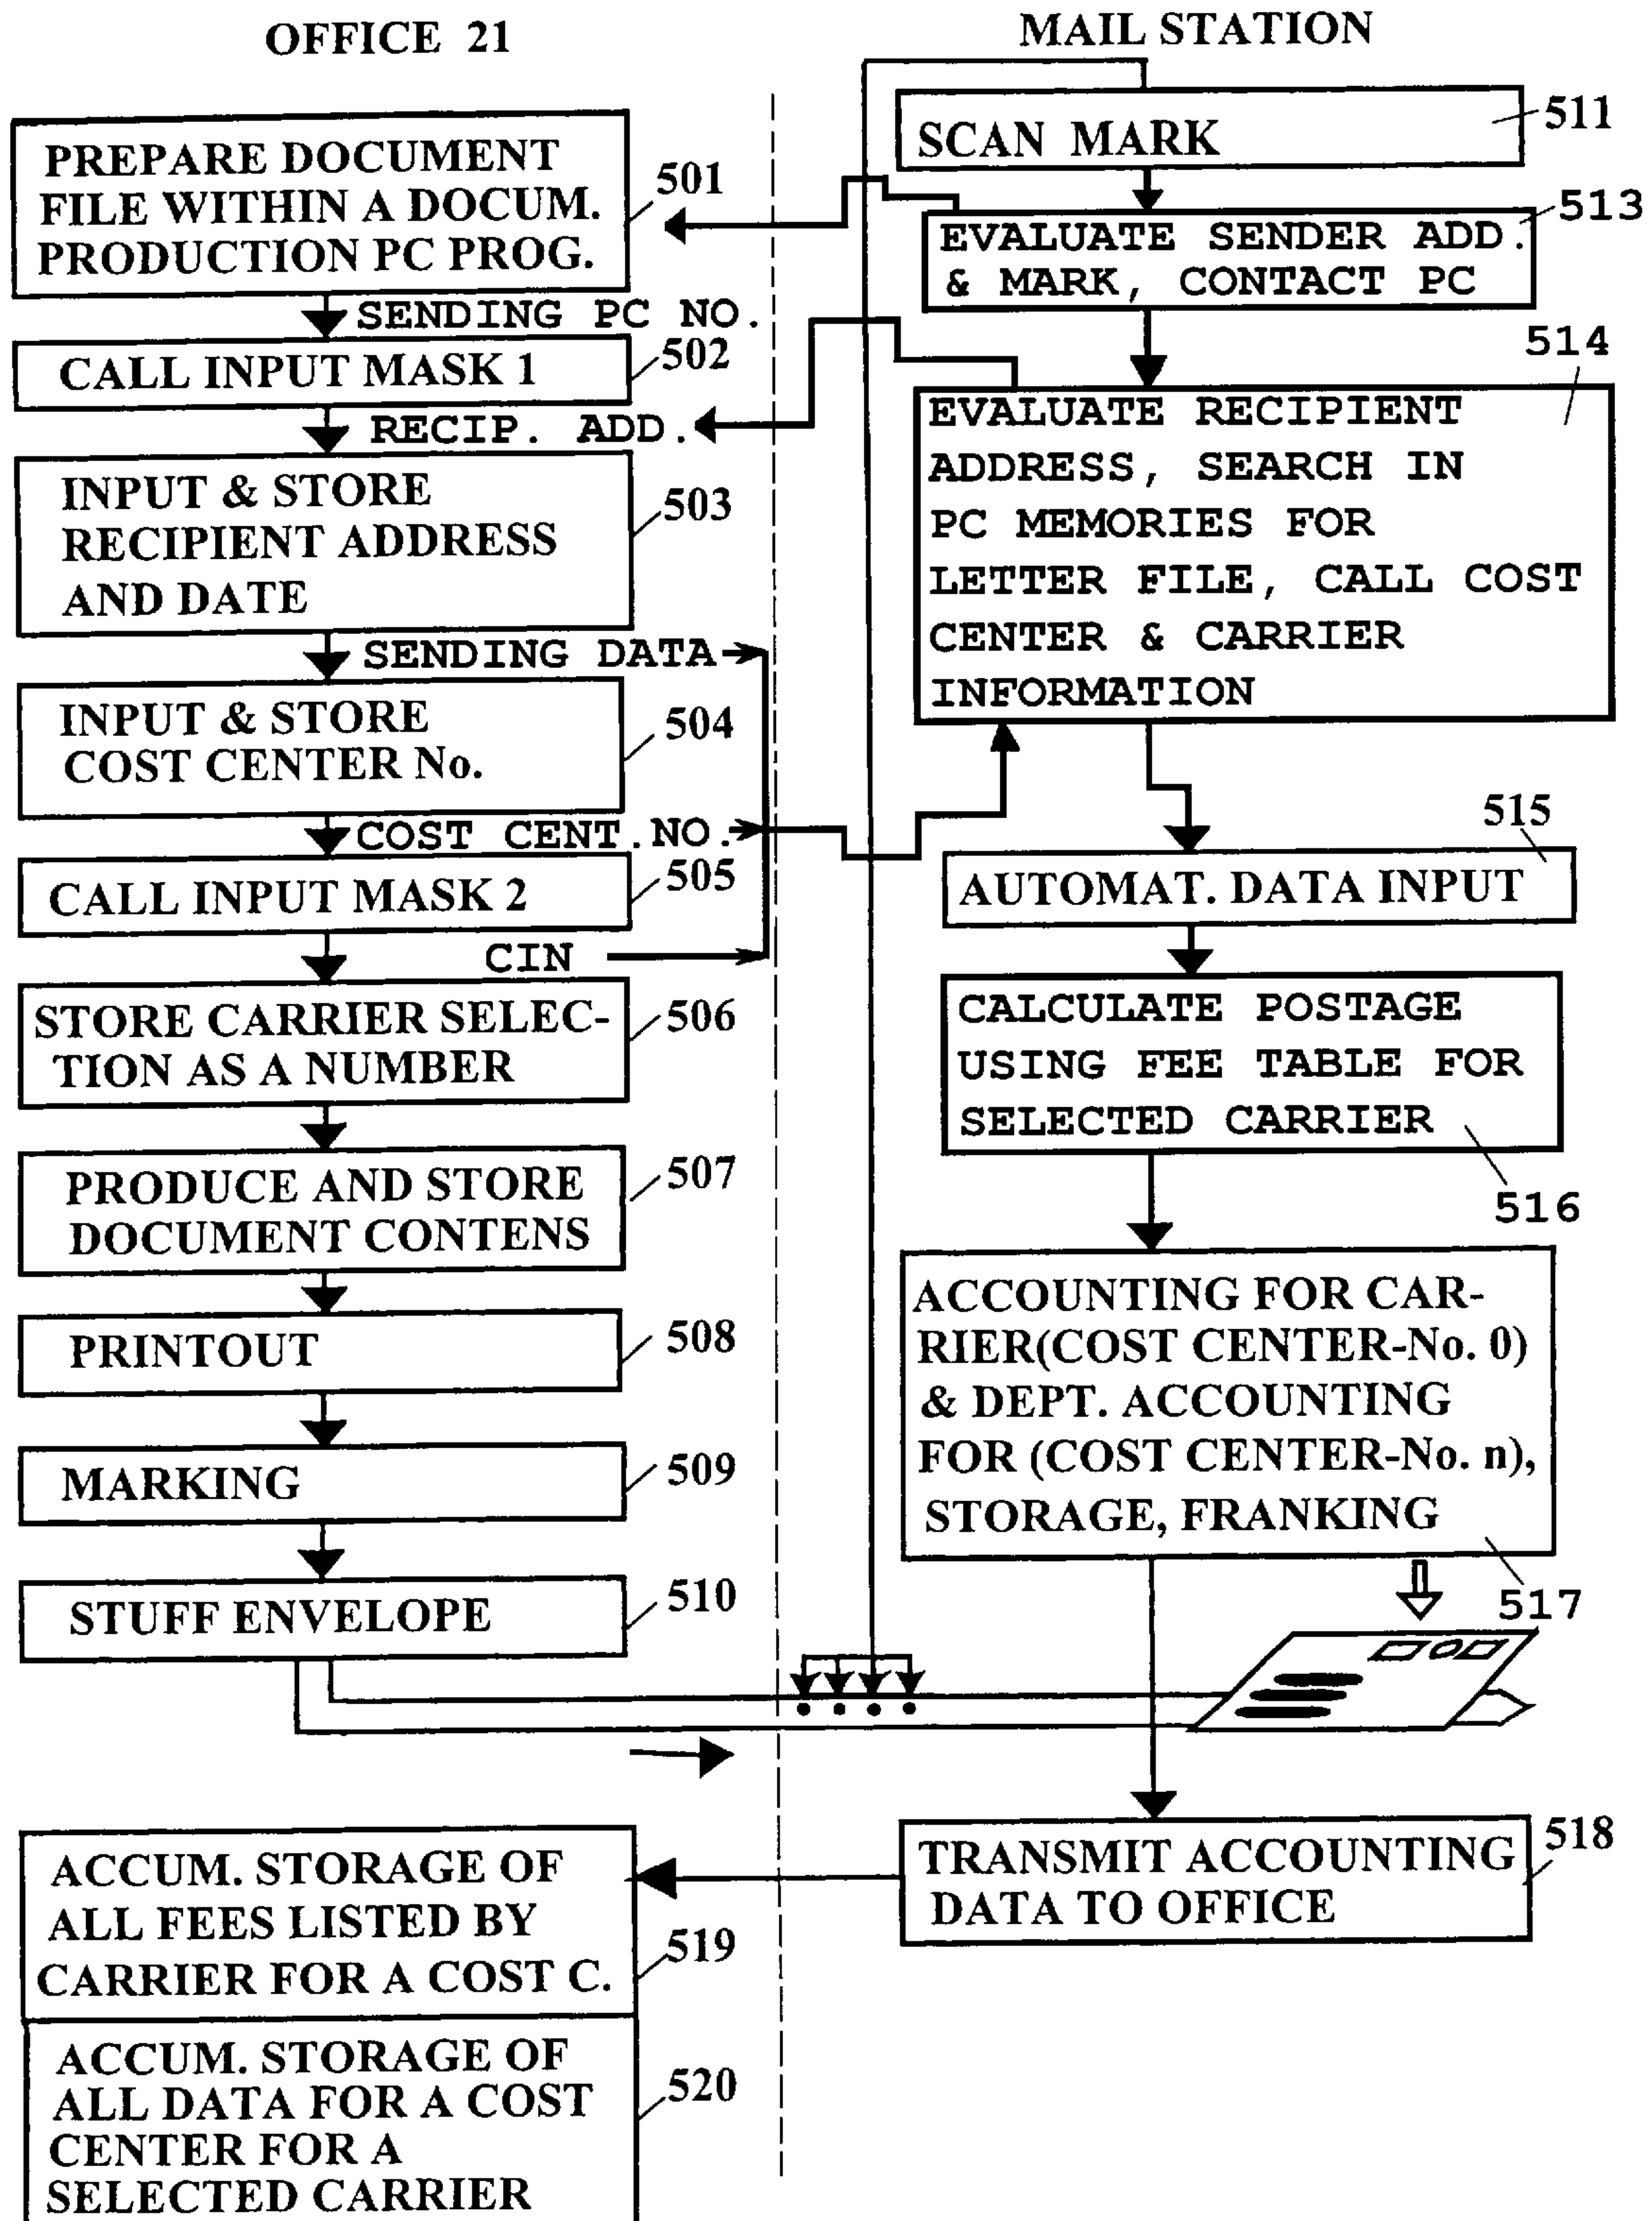 OFFICE 21
PREPARE DOCUMENT
FILE WITHIN A DOCUM.
PRODUCTION PC PROG.
501
SENDING PC NO.
CALL INPUT MASK 1
502
RECIP. ADD.
INPUT & STORE
RECIPIENT ADDRESS
AND DATE
503
SENDING DATA
INPUT & STORE
COST CENTER No.
504
COST CENT.NO.
CALL INPUT MASK 2
505
CIN
STORE CARRIER SELEC-
TION AS A NUMBER
506
PRODUCE AND STORE
DOCUMENT CONTENS
507
PRINTOUT
508
MARKING
509
STUFF ENVELOPE
510
ACCUM. STORAGE OF
ALL FEES LISTED BY
CARRIER FOR A COST C.
519
ACCUM. STORAGE OF
ALL DATA FOR A COST
CENTER FOR A
SELECTED CARRIER
520
MAIL STATION
SCAN MARK
511
EVALUATE SENDER ADD.
& MARK, CONTACT PC
513
EVALUATE RECIPIENT
ADDRESS, SEARCH IN
PC MEMORIES FOR
LETTER FILE, CALL COST
CENTER & CARRIER
INFORMATION
514
AUTOMAT. DATA INPUT
515
CALCULATE POSTAGE
USING FEE TABLE FOR
SELECTED CARRIER
516
ACCOUNTING FOR CAR-
RIER(COST CENTER-No. 0)
& DEPT. ACCOUNTING
FOR (COST CENTER-No. n),
STORAGE, FRANKING
517
TRANSMIT ACCOUNTING
DATA TO OFFICE
518